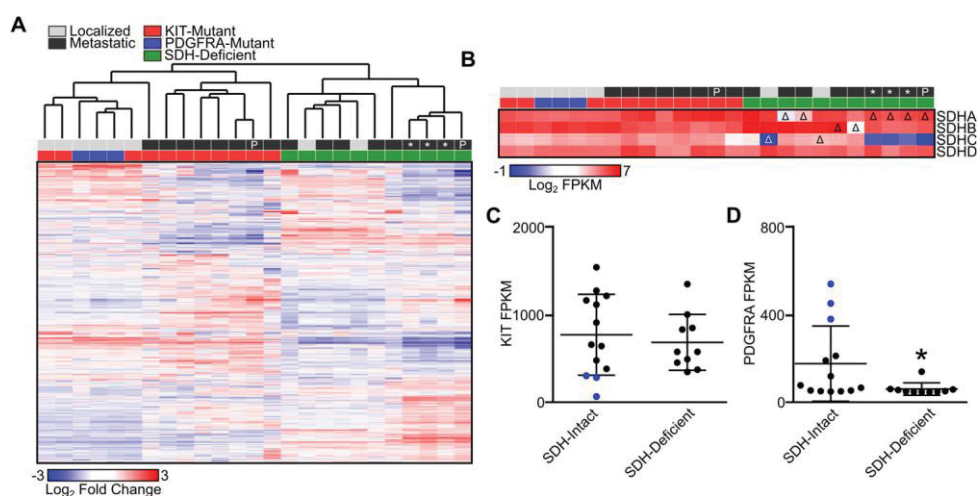 A
Localized
Metastatic
KIT-Mutant
PDGFRA-Mutant
SDH-Deficient
P
* * * P
-3 3
Log2 Fold Change
B
P
* * * P
Δ Δ Δ Δ Δ Δ SDHA
Δ Δ SDHB
Δ Δ SDHC
SDHD
-1 7
Log2 FPKM
C
2000
1000
0
KIT FPKM
SDH-Intact
SDH-Deficient
D
800
400
0
PDGFRA FPKM
*
SDH-Intact
SDH-Deficient